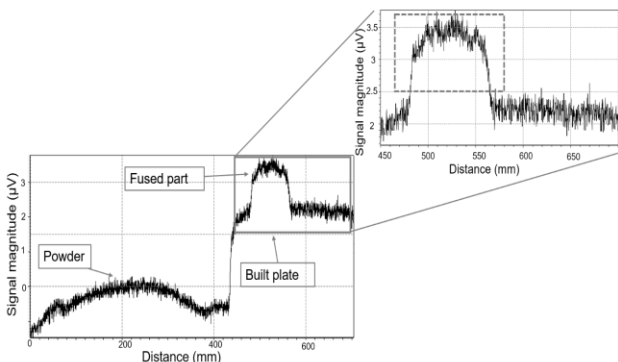 Signal magnitude (µV)
3.5
3
2.5
2
450
500
550
600
650
Distance (mm)
Signal magnitude (µV)
3
2
1
0
-1
0
200
400
600
Distance (mm)
Fused part
Powder
Built plate